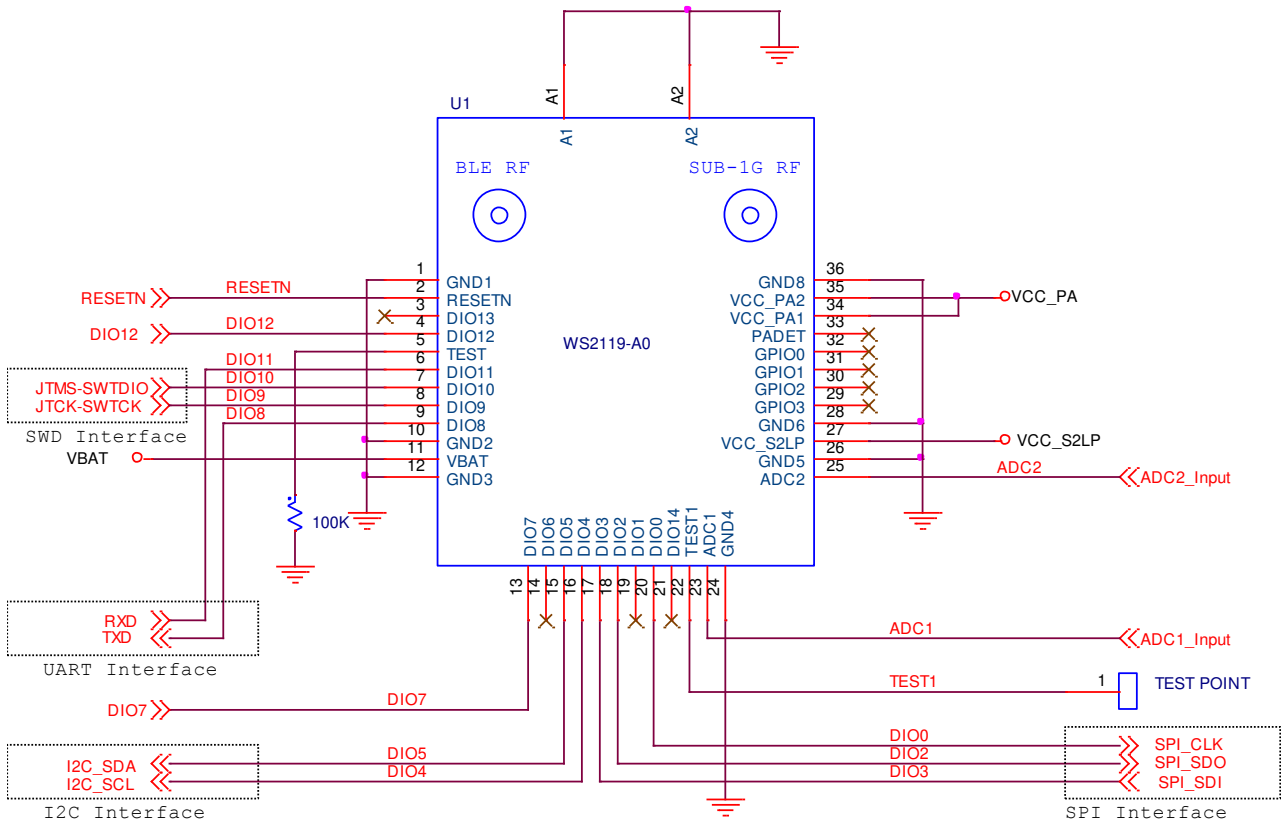 A1
A2
U1
A1
A2
BLE RF
SUB-1G RF
WS2119-A0
1
GND1
RESETN
RESETN
2
RESETN
3
DIO13
DIO12
DIO12
4
DIO12
5
TEST
DIO11
6
DIO11
JTMS-SWTDIO
DIO10
7
DIO10
JTCK-SWTCK
DIO9
8
DIO9
DIO8
9
DIO8
SWD Interface
10
GND2
VBAT
11
VBAT
12
GND3
100K
36
GND8
35
VCC_PA2
VCC_PA
34
VCC_PA1
33
PADET
32
GPIO0
31
GPIO1
30
GPIO2
29
GPIO3
28
GND6
27
VCC_S2LP
VCC_S2LP
26
GND5
25
ADC2
ADC2
ADC2_Input
DIO7
DIO6
DIO5
DIO4
DIO3
DIO2
DIO1
DIO0
DIO14
TEST1
ADC1
GND4
13
14
15
16
17
18
19
20
21
22
23
24
RXD
TXD
UART Interface
ADC1
ADC1_Input
TEST1
1
TEST POINT
DIO7
DIO7
I2C_SDA
DIO5
I2C_SCL
DIO4
I2C Interface
DIO0
SPI_CLK
DIO2
SPI_SDO
DIO3
SPI_SDI
SPI Interface